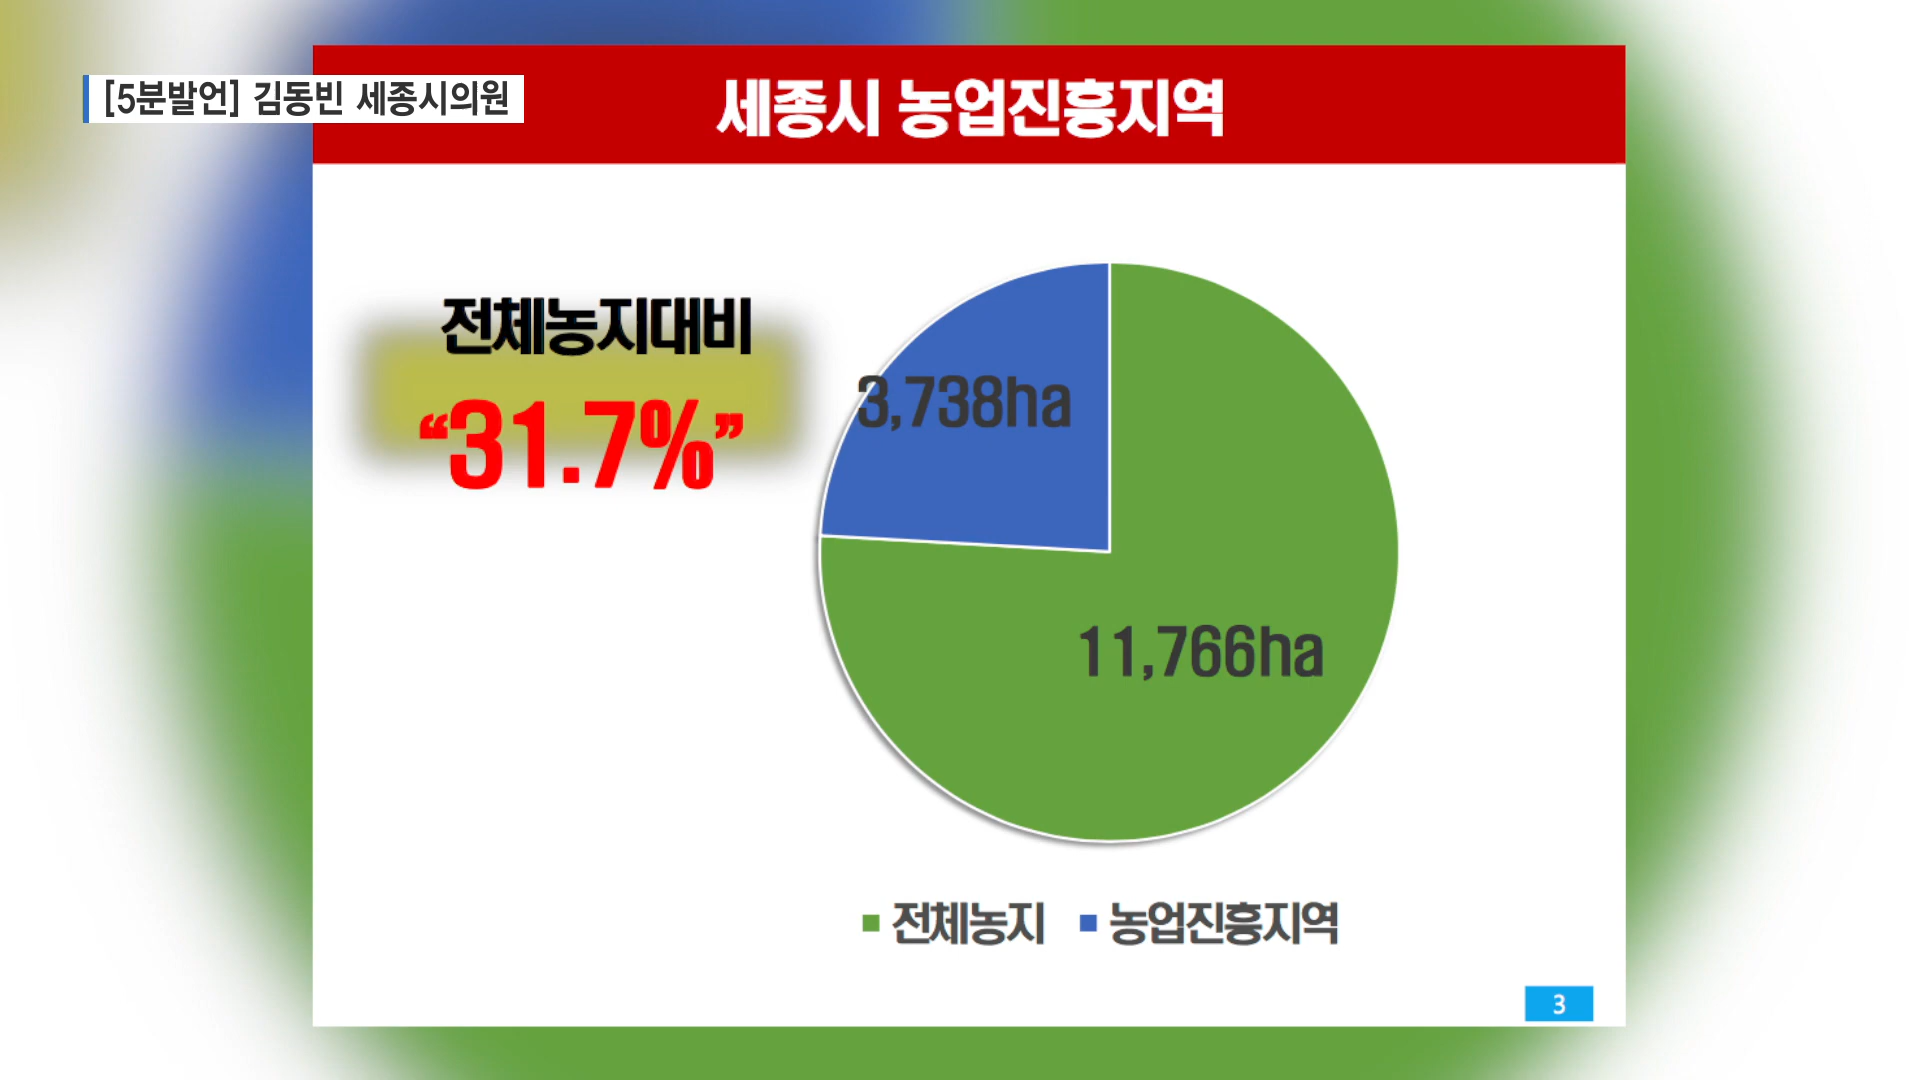 [5분발언] 김동빈 세종시의원
세종시 농업진흥지역
전체농지대비
“31.7%”
3,738ha
11,766ha
전체농지 농업진흥지역
3